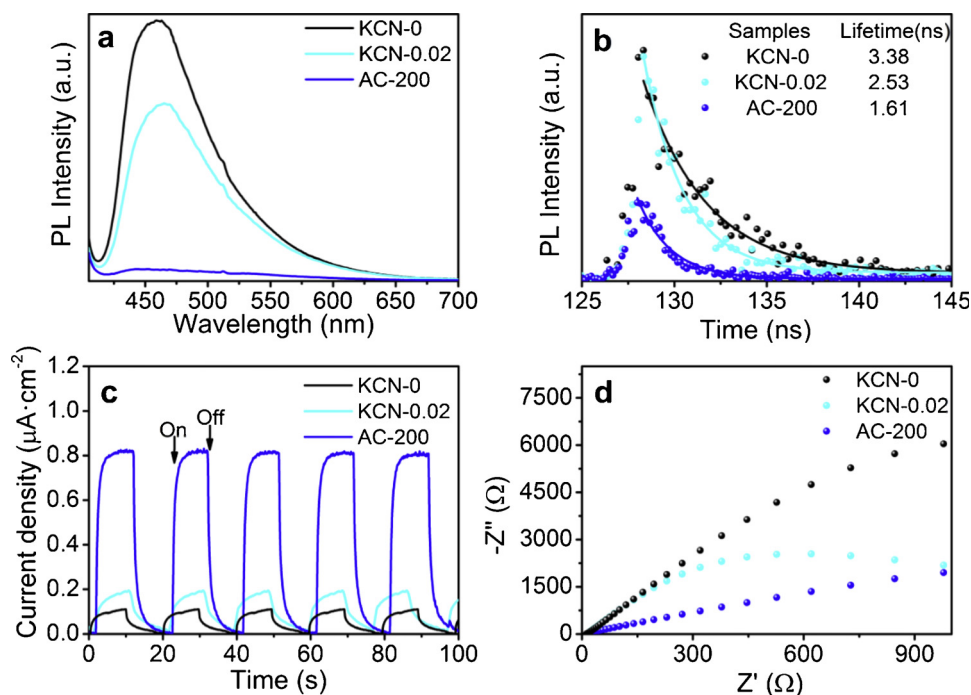 a
KCN-0
KCN-0.02
AC-200
PL Intensity (a.u.)
450 500 550 600 650 700
Wavelength (nm)
b
Samples Lifetime(ns)
KCN-0 3.38
KCN-0.02 2.53
AC-200 1.61
PL Intensity (a.u.)
125 130 135 140 145
Time (ns)
c
KCN-0
KCN-0.02
AC-200
On Off
Current density (μA·cm⁻²)
1.2
1.0
0.8
0.6
0.4
0.2
0.0
0 20 40 60 80 100
Time (s)
d
KCN-0
KCN-0.02
AC-200
-Z'' (Ω)
7500
6000
4500
3000
1500
0
0 300 600 900
Z' (Ω)